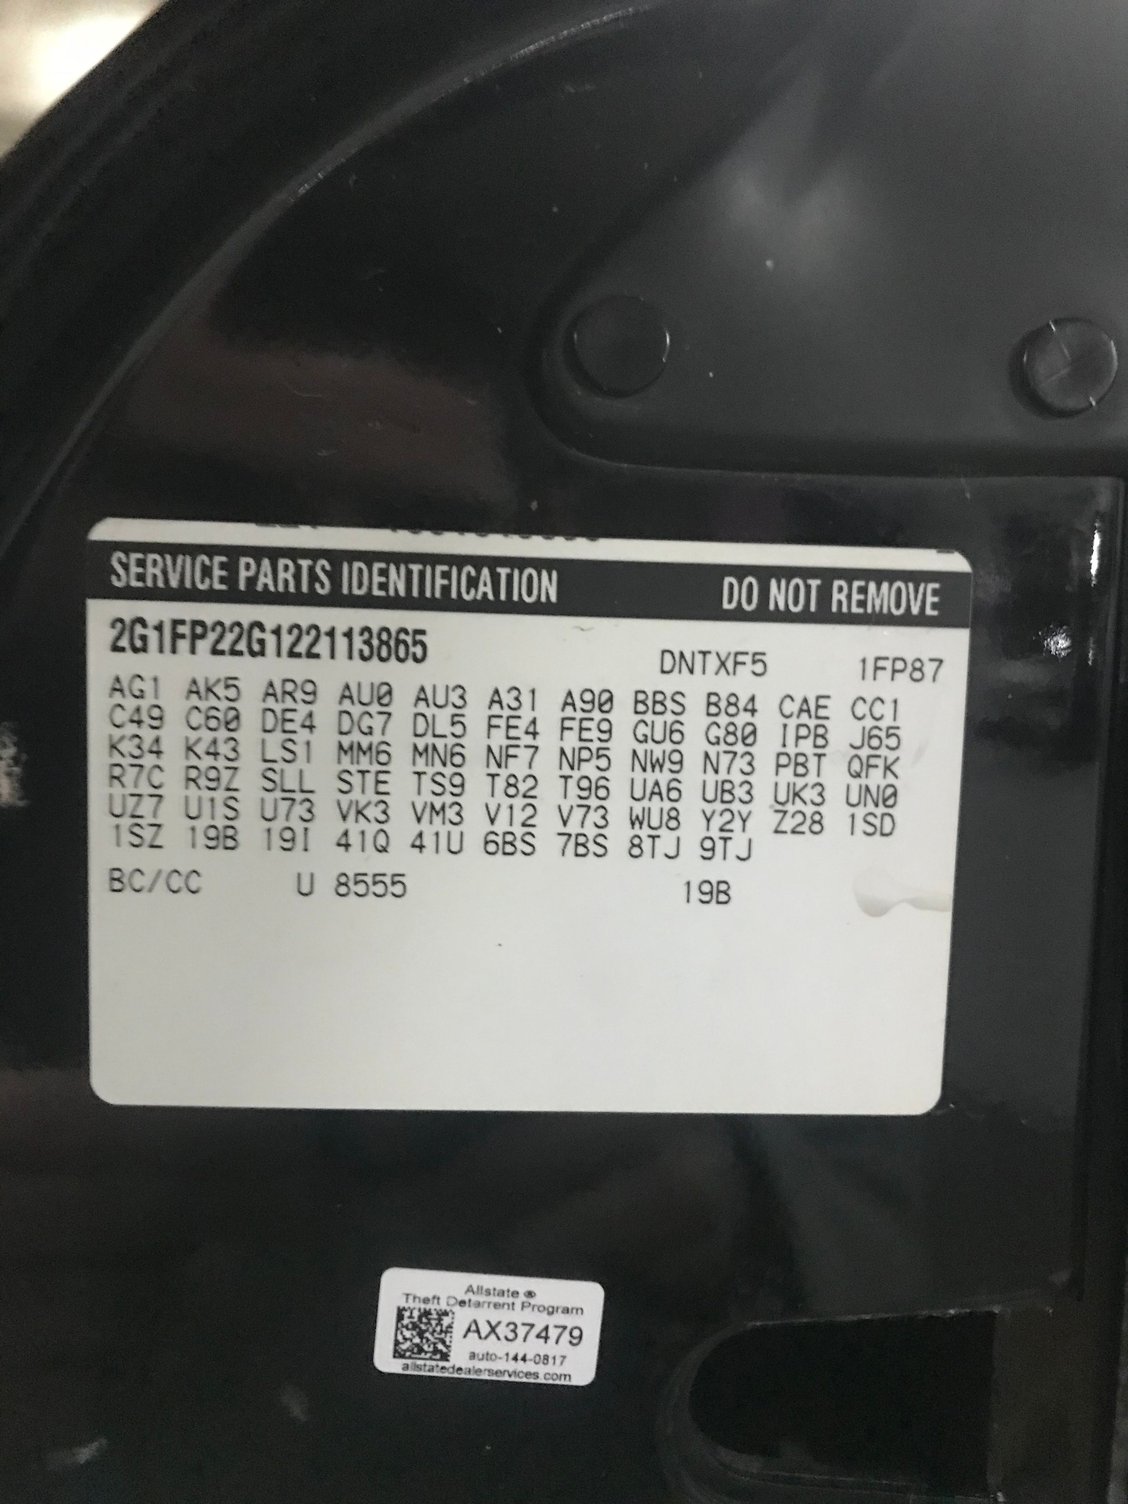 SERVICE PARTS IDENTIFICATION DO NOT REMOVE
2G1FP22G122113865 DNTXF5 1FP87
AG1 AK5 AR9 AU0 AU3 A31 A90 BBS B84 CAE CC1
C49 C60 DE4 DG7 DL5 FE4 FE9 GU6 G80 IPB J65
K34 K43 LS1 MM6 MN6 NF7 NP5 NW9 N73 PBT QFK
R7C R9Z SLL STE TS9 T82 T96 UA6 UB3 UK3 UN0
UZ7 U1S U73 VK3 VM3 V12 V73 WU8 Y2Y Z28 1SD
1SZ 19B 19I 41Q 41U 6BS 7BS 8TJ 9TJ
BC/CC U 8555 19B
Allstate ®
Theft Deterrent Program
AX37479
auto-144-0817
allstatedealerservices.com